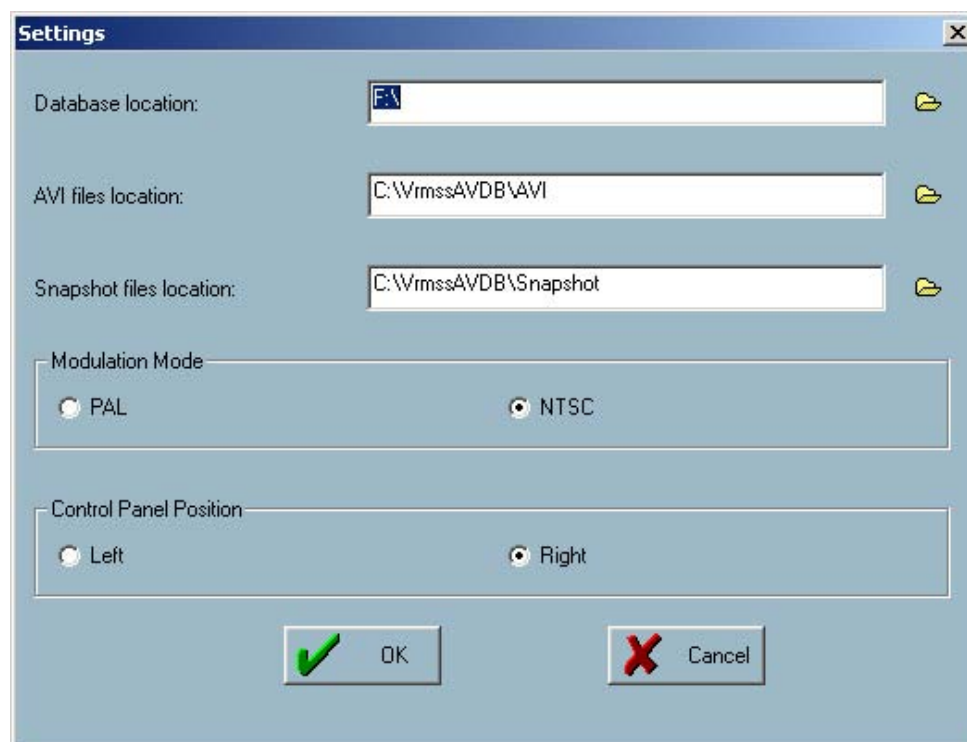 Settings
Database location:
F:\
AVI files location:
C:\VrmssAVDB\AVI
Snapshot files location:
C:\VrmssAVDB\Snapshot
Modulation Mode
PAL
NTSC
Control Panel Position
Left
Right
OK
Cancel